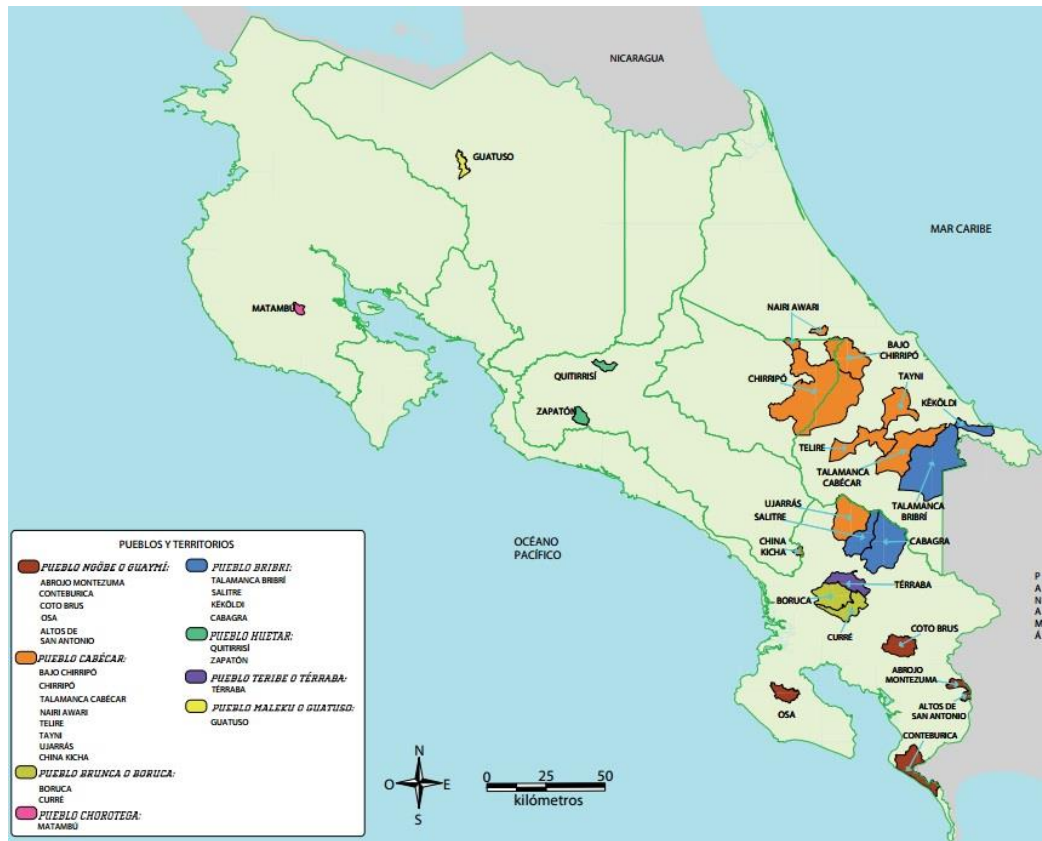 NICARAGUA
GUATUSO
MAR CARIBE
MATAMBÚ
NAIRI AWARI
BAJO
CHIRRIPÓ
QUITIRRISÍ
CHIRRIPÓ
TAYNI
KÉKÖLDI
ZAPATÓN
TELIRE
TALAMANCA
CABÉCAR
UJARRÁS
SALITRE
TALAMANCA
BRIBRÍ
OCÉANO
PACÍFICO
CHINA
KICHA
CABAGRA
TÉRRABA
BORUCA
CURRÉ
COTO BRUS
ABROJO
MONTEZUMA
OSA
ALTOS DE
SAN ANTONIO
CONTEBURICA
P
A
N
A
M
Á
PUEBLOS Y TERRITORIOS
PUEBLO NGÖBE O GUAYMÍ:
ABROJO MONTEZUMA
CONTEBURICA
COTO BRUS
OSA
ALTOS DE
SAN ANTONIO
PUEBLO CABÉCAR:
BAJO CHIRRIPÓ
CHIRRIPÓ
TALAMANCA CABÉCAR
NAIRI AWARI
TELIRE
TAYNI
UJARRÁS
CHINA KICHA
PUEBLO BRUNCA O BORUCA:
BORUCA
CURRÉ
PUEBLO CHOROTEGA:
MATAMBÚ
PUEBLO BRIBRI:
TALAMANCA BRIBRÍ
SALITRE
KÉKÖLDI
CABAGRA
PUEBLO HUETAR:
QUITIRRISÍ
ZAPATÓN
PUEBLO TERIBE O TÉRRABA:
TÉRRABA
PUEBLO MALEKU O GUATUSO:
GUATUSO
N
O E
S
0 25 50
kilómetros